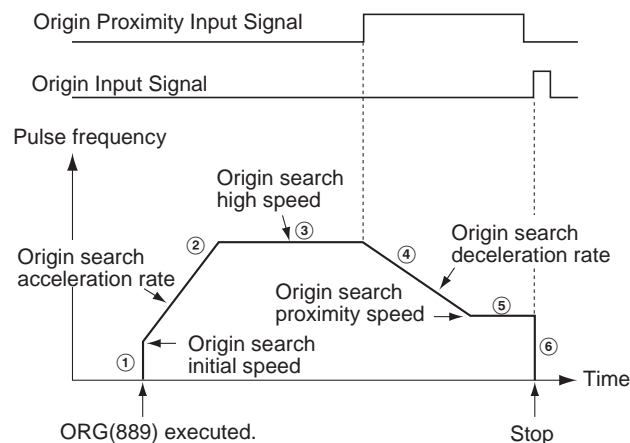 Origin Proximity Input Signal
Origin Input Signal
Pulse frequency
Origin search
high speed
②
③
④
Origin search
acceleration rate
Origin search
deceleration rate
Origin search
proximity speed
⑤
①
Origin search
initial speed
⑥
Time
ORG(889) executed.
Stop